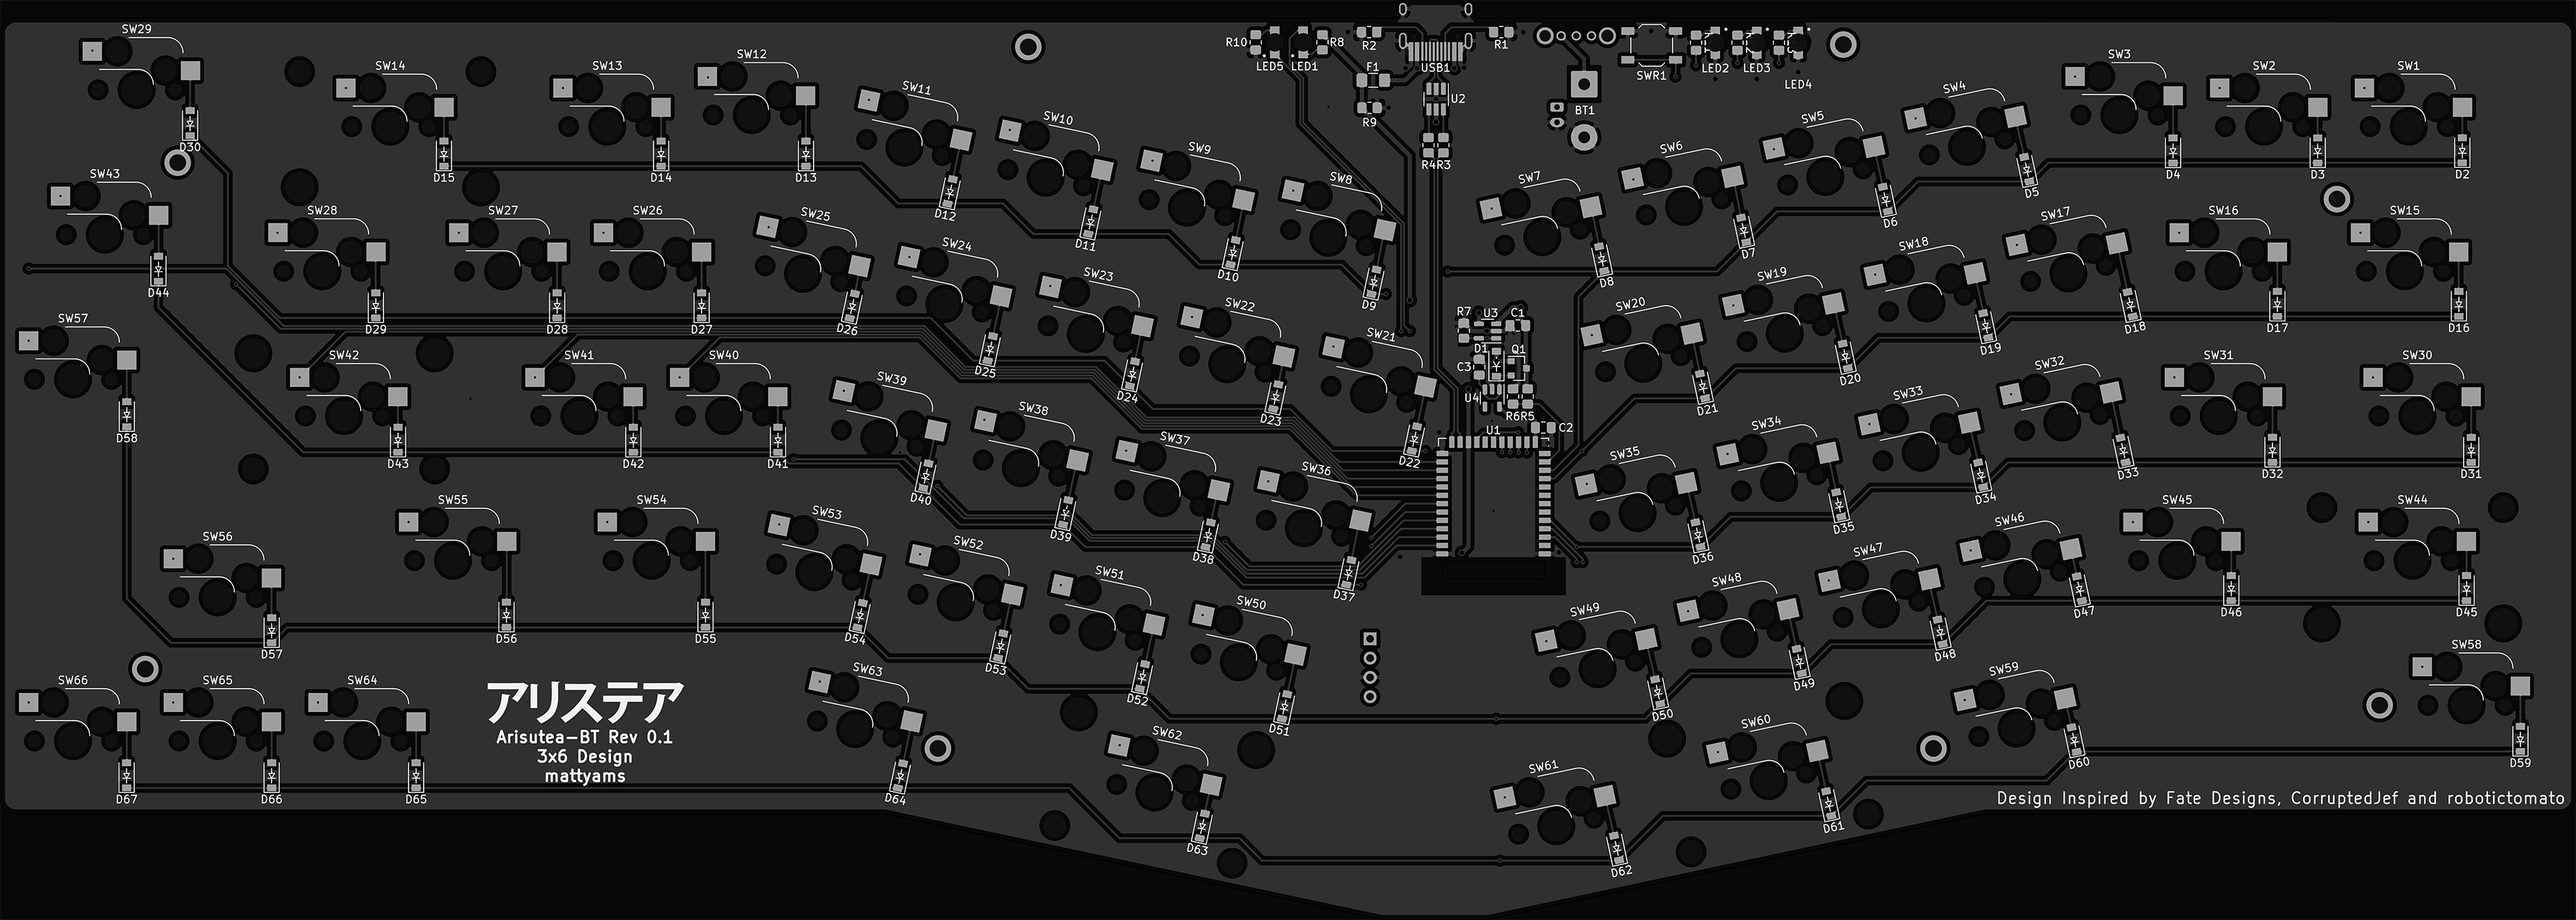 SW29
SW14
SW13
SW12
SW11
SW10
SW9
SW8
R10
LED5
LED1
R8
R2
F1
R9
USB1
U2
R4R3
R1
BT1
SWR1
LED2
LED3
LED4
SW7
SW6
SW5
SW4
SW3
SW2
SW1
D30
D15
D14
D13
D12
D11
D10
D9
D8
D7
D6
D5
D4
D3
D2
SW43
SW28
SW27
SW26
SW25
SW24
SW23
SW22
SW21
SW20
SW19
SW18
SW17
SW16
SW15
D44
D29
D28
D27
D26
D25
D24
D23
D22
R7
U3
C1
D1
Q1
C3
U4
R6R5
U1
C2
D21
D20
D19
D18
D17
D16
SW57
SW42
SW41
SW40
SW39
SW38
SW37
SW36
SW35
SW34
SW33
SW32
SW31
SW30
D58
D43
D42
D41
D40
D39
D38
D37
D36
D35
D34
D33
D32
D31
SW56
SW55
SW54
SW53
SW52
SW51
SW50
SW49
SW48
SW47
SW46
SW45
SW44
D57
D56
D55
D54
D53
D52
D51
D50
D49
D48
D47
D46
D45
SW66
SW65
SW64
SW63
SW62
SW61
SW60
SW59
SW58
D67
D66
D65
D64
D63
D62
D61
D60
D59
アリステア
Arisutea-BT Rev 0.1
3x6 Design
mattyams
Design Inspired by Fate Designs, CorruptedJef and robotictomato